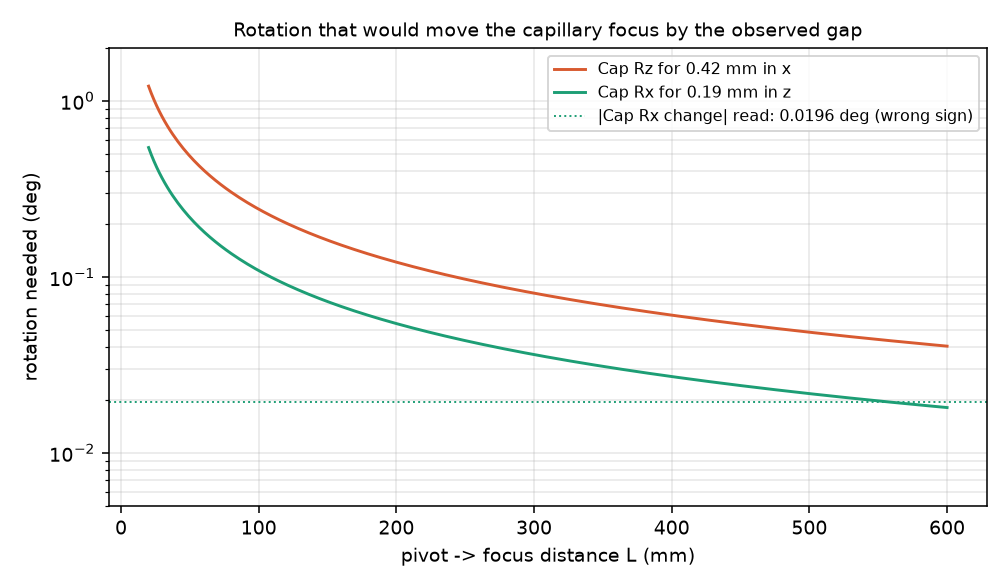 Rotation that would move the capillary focus by the observed gap
Cap Rz for 0.42 mm in x
Cap Rx for 0.19 mm in z
|Cap Rx change| read: 0.0196 deg (wrong sign)
rotation needed (deg)
10⁰
10⁻¹
10⁻²
0 100 200 300 400 500 600
pivot -> focus distance L (mm)